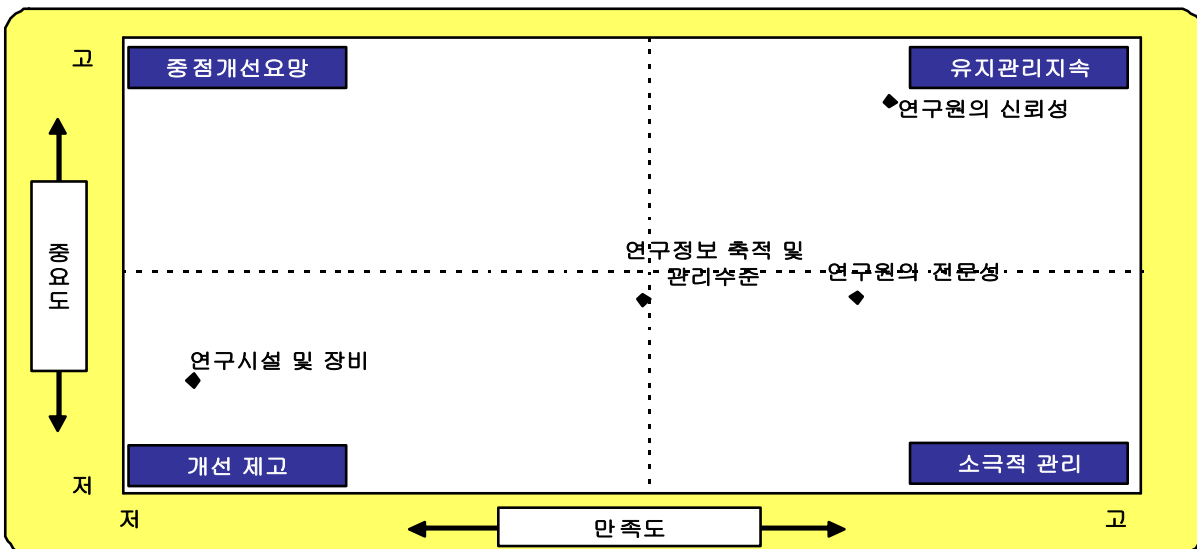 고
중점개선요망
유지관리지속
연구원의 신뢰성
중요도
연구정보 축적 및
관리수준
연구원의 전문성
연구시설 및 장비
개선 제고
소극적 관리
저
저
만족도
고